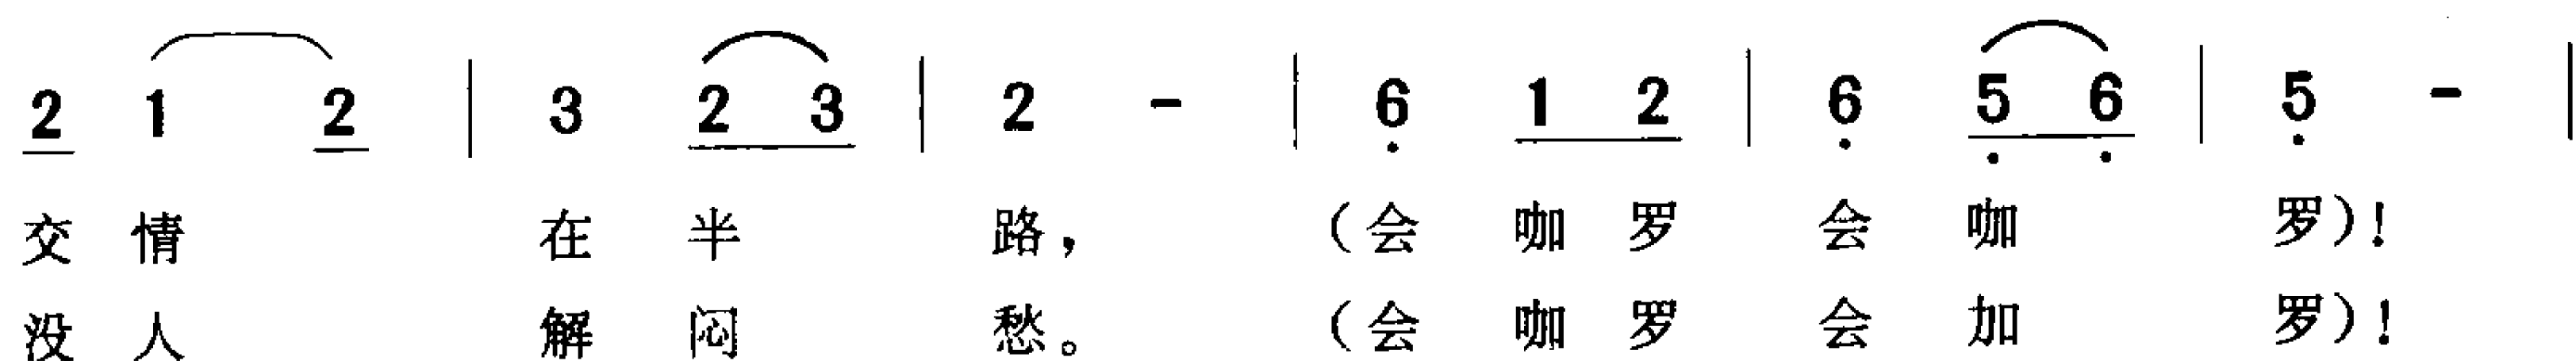 2 1 2 | 3 2 3 | 2 - | 6 1 2 | 6 5 6 | 5 - |
交情 在半 路， （会 咖罗 会咖 罗）！
没人 解闷 愁。 （会 咖罗 会加 罗）！